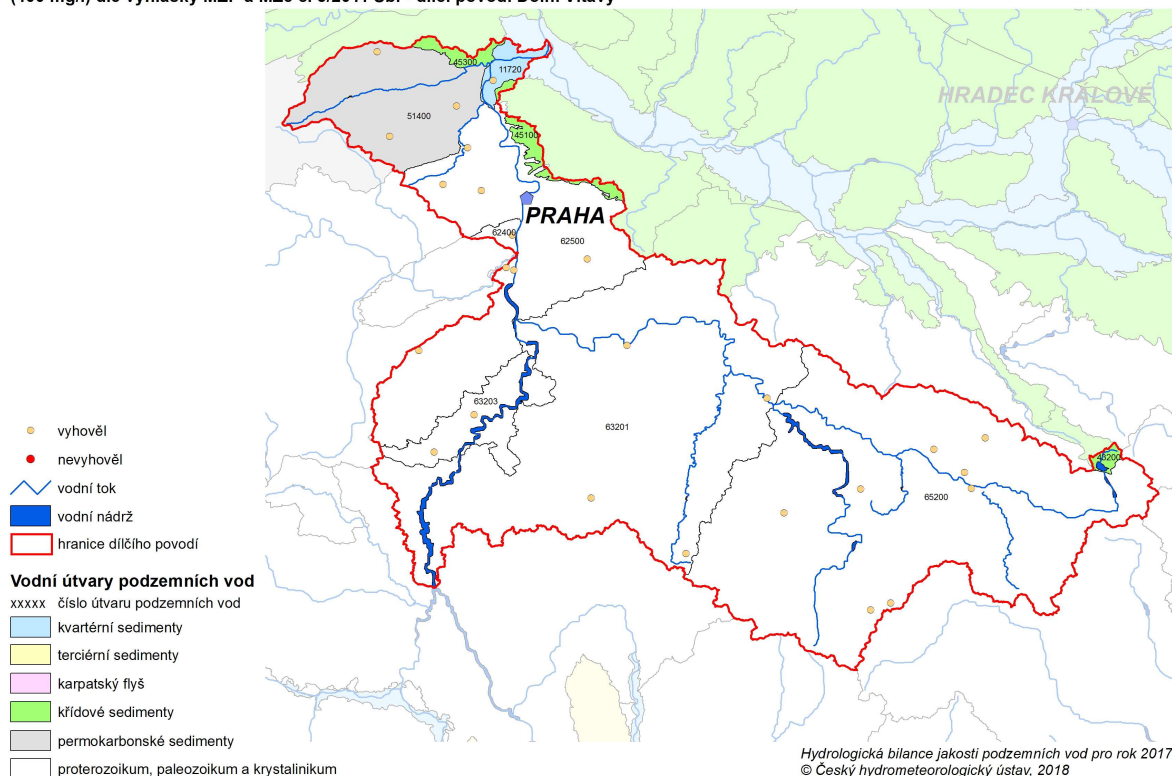 HRADEC KRÁLOVÉ
45300
11720
51400
45100
PRAHA
62400
62500
63203
63201
65200
vyhověl
nevyhověl
vodní tok
vodní nádrž
hranice dílčího povodí
Vodní útvary podzemních vod
xxxxx číslo útvaru podzemních vod
kvartérní sedimenty
terciérní sedimenty
karpatský flyš
křídové sedimenty
permokarbonské sedimenty
proterozoikum, paleozoikum a krystalinikum
Hydrologická bilance jakosti podzemních vod pro rok 2017
© Český hydrometeorologický ústav, 2018